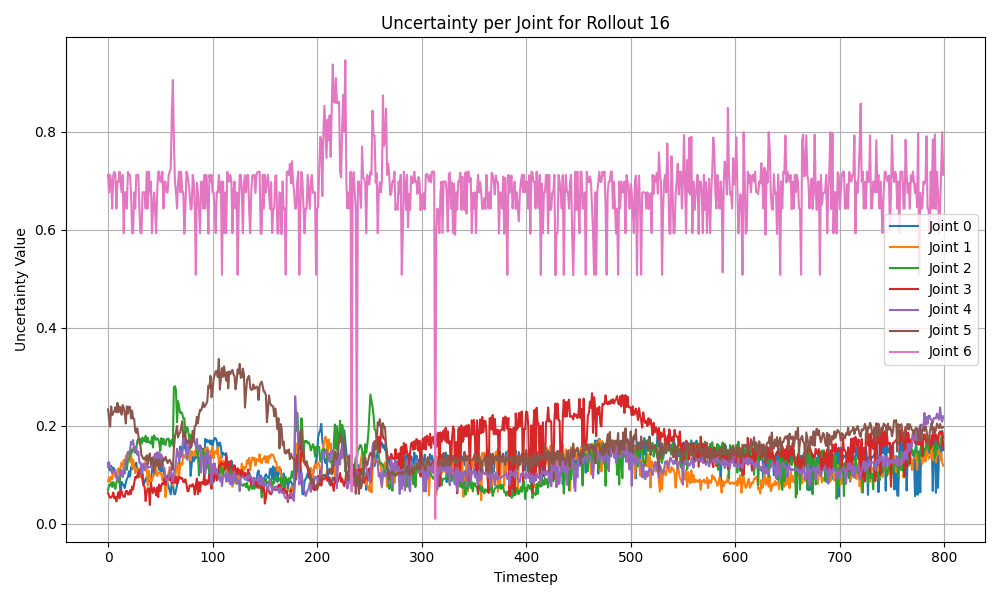 Uncertainty per Joint for Rollout 16
Uncertainty Value
0.8
0.6
0.4
0.2
0.0
Joint 0
Joint 1
Joint 2
Joint 3
Joint 4
Joint 5
Joint 6
0 100 200 300 400 500 600 700 800
Timestep